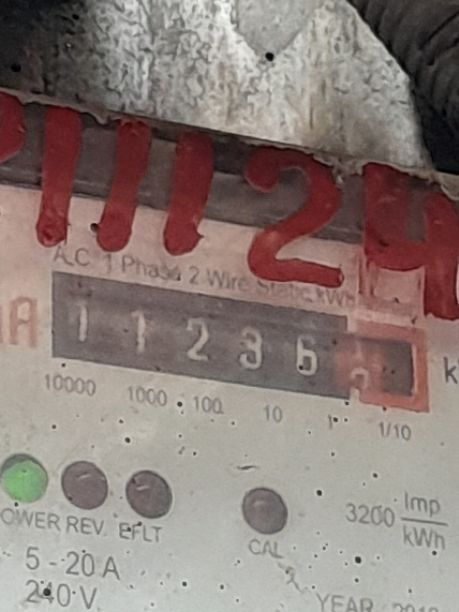 11124
A.C. 1 Phase 2 Wire Static kWh
1 1 2 3 6
10000 1000 100 10 1 1/10
POWER REV. EFLT
CAL
3200 Imp/kWh
5 - 20 A
240 V
YEAR